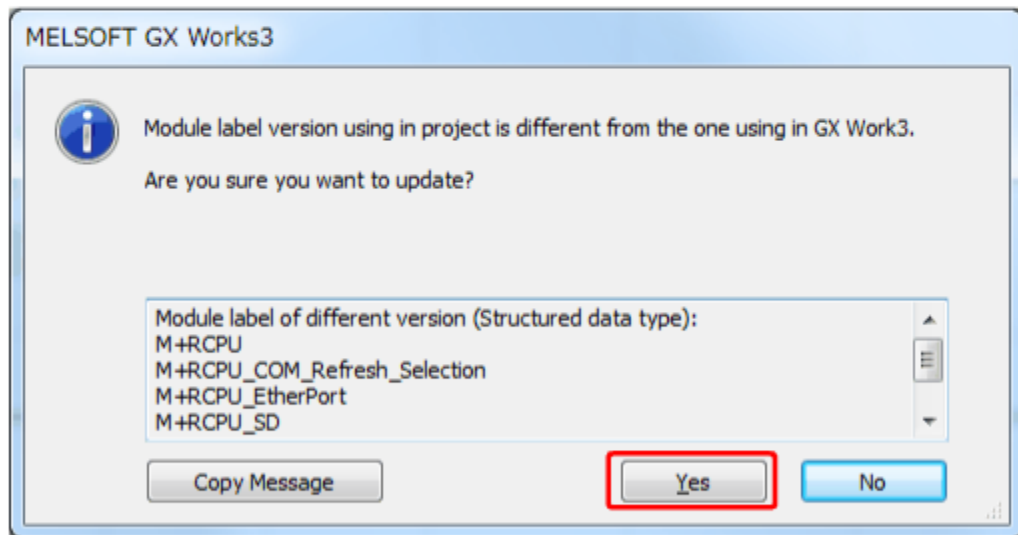 MELSOFT GX Works3
Module label version using in project is different from the one using in GX Work3.
Are you sure you want to update?
Module label of different version (Structured data type):
M+RCPU
M+RCPU_COM_Refresh_Selection
M+RCPU_EtherPort
M+RCPU_SD
Copy Message
Yes
No